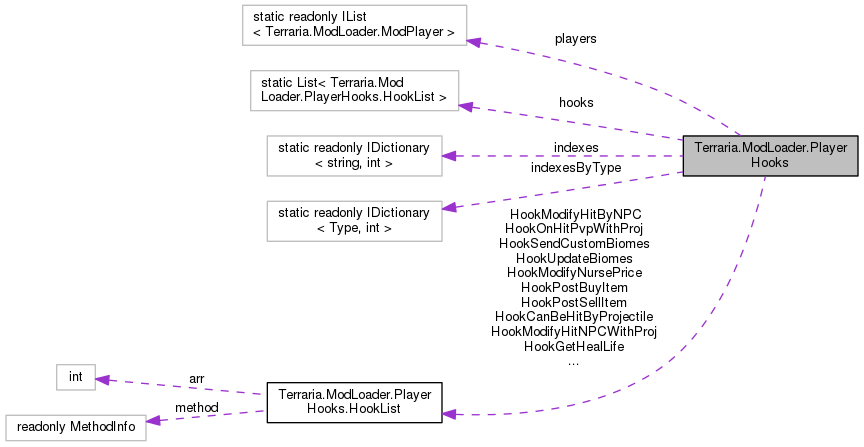 static readonly IList
< Terraria.ModLoader.ModPlayer >
players
static List< Terraria.Mod
Loader.PlayerHooks.HookList >
hooks
static readonly IDictionary
< string, int >
indexes
Terraria.ModLoader.Player
Hooks
indexesByType
static readonly IDictionary
< Type, int >
HookModifyHitByNPC
HookOnHitPvpWithProj
HookSendCustomBiomes
HookUpdateBiomes
HookModifyNursePrice
HookPostBuyItem
HookPostSellItem
HookCanBeHitByProjectile
HookModifyHitNPCWithProj
HookGetHealLife
...
int
arr
Terraria.ModLoader.Player
Hooks.HookList
method
readonly MethodInfo